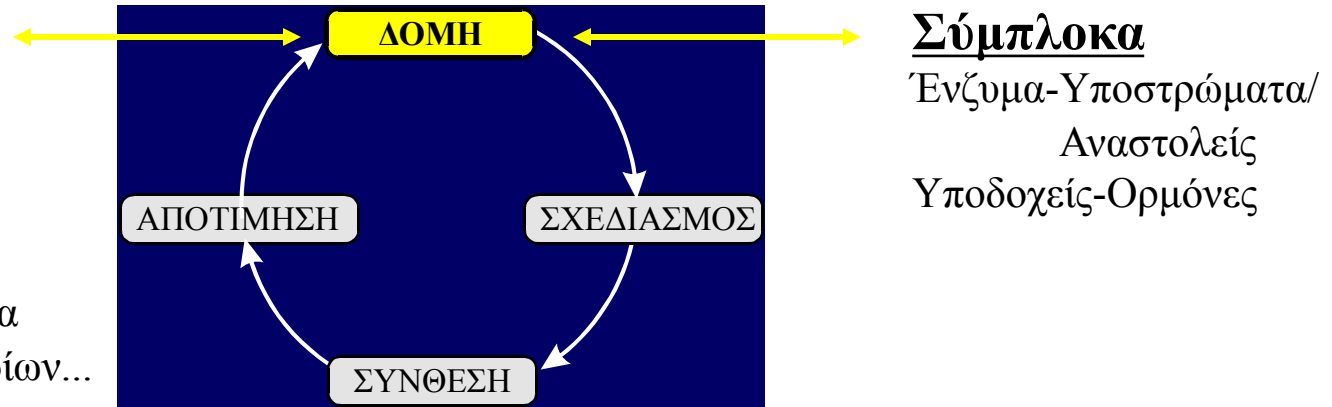 ΔΟΜΗ
Σύμπλοκα
Ένζυμα-Υποστρώματα/
Αναστολείς
Υποδοχείς-Ορμόνες
ΑΠΟΤΙΜΗΣΗ
ΣΧΕΔΙΑΣΜΟΣ
ΣΥΝΘΕΣΗ